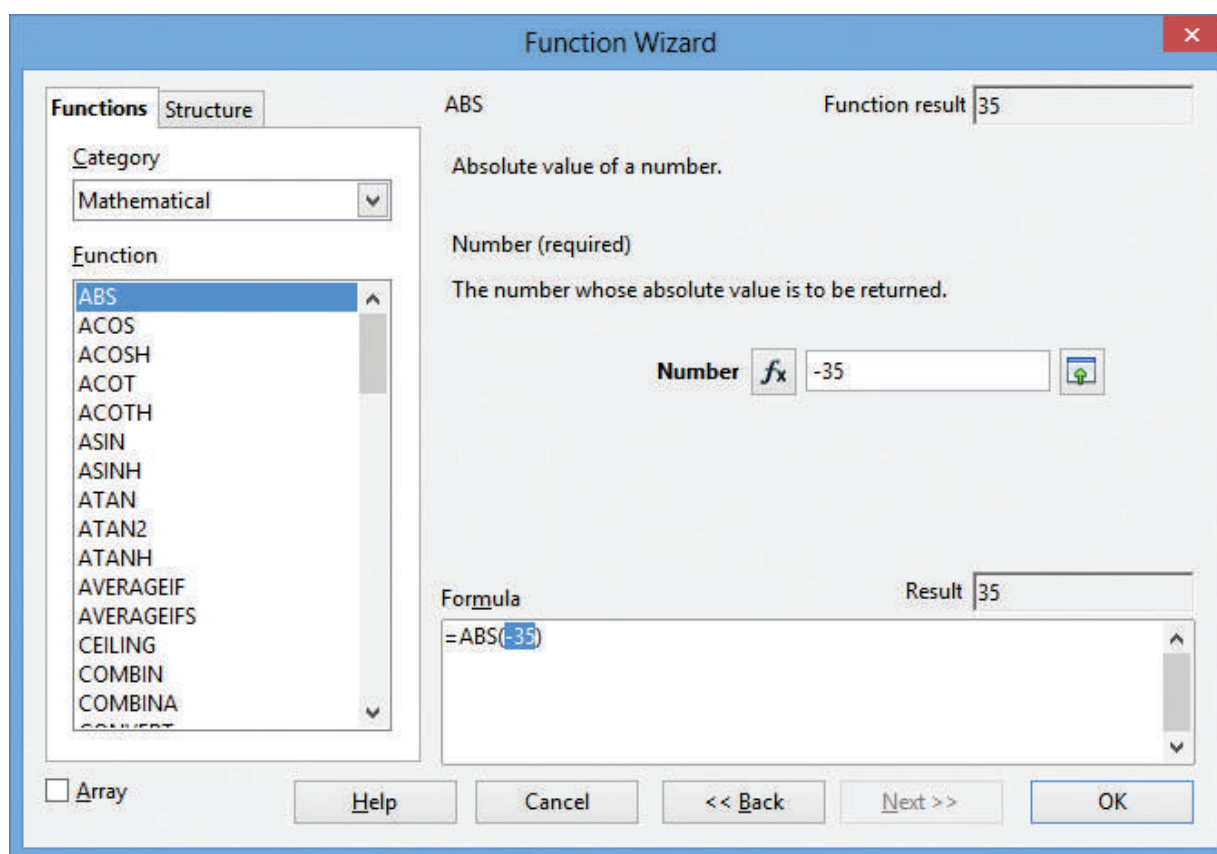 Function Wizard
Functions Structure
Category
Mathematical
Function
ABS
ACOS
ACOSH
ACOT
ACOTH
ASIN
ASINH
ATAN
ATAN2
ATANH
AVERAGEIF
AVERAGEIFS
CEILING
COMBIN
COMBINA
CONVERT
Array
ABS
Function result 35
Absolute value of a number.
Number (required)
The number whose absolute value is to be returned.
Number fx -35
Formula
Result 35
=ABS(-35)
Help Cancel << Back Next >> OK